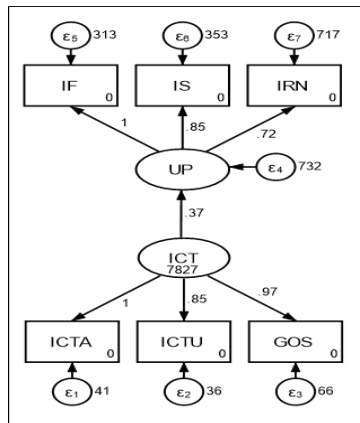 ε5 313 ε6 353 ε7 717
IF 0 IS 0 IRN 0
1 .85 .72
UP ε4 732
.37
ICT
7827
1 .85 .97
ICTA 0 ICTU 0 GOS 0
ε1 41 ε2 36 ε3 66